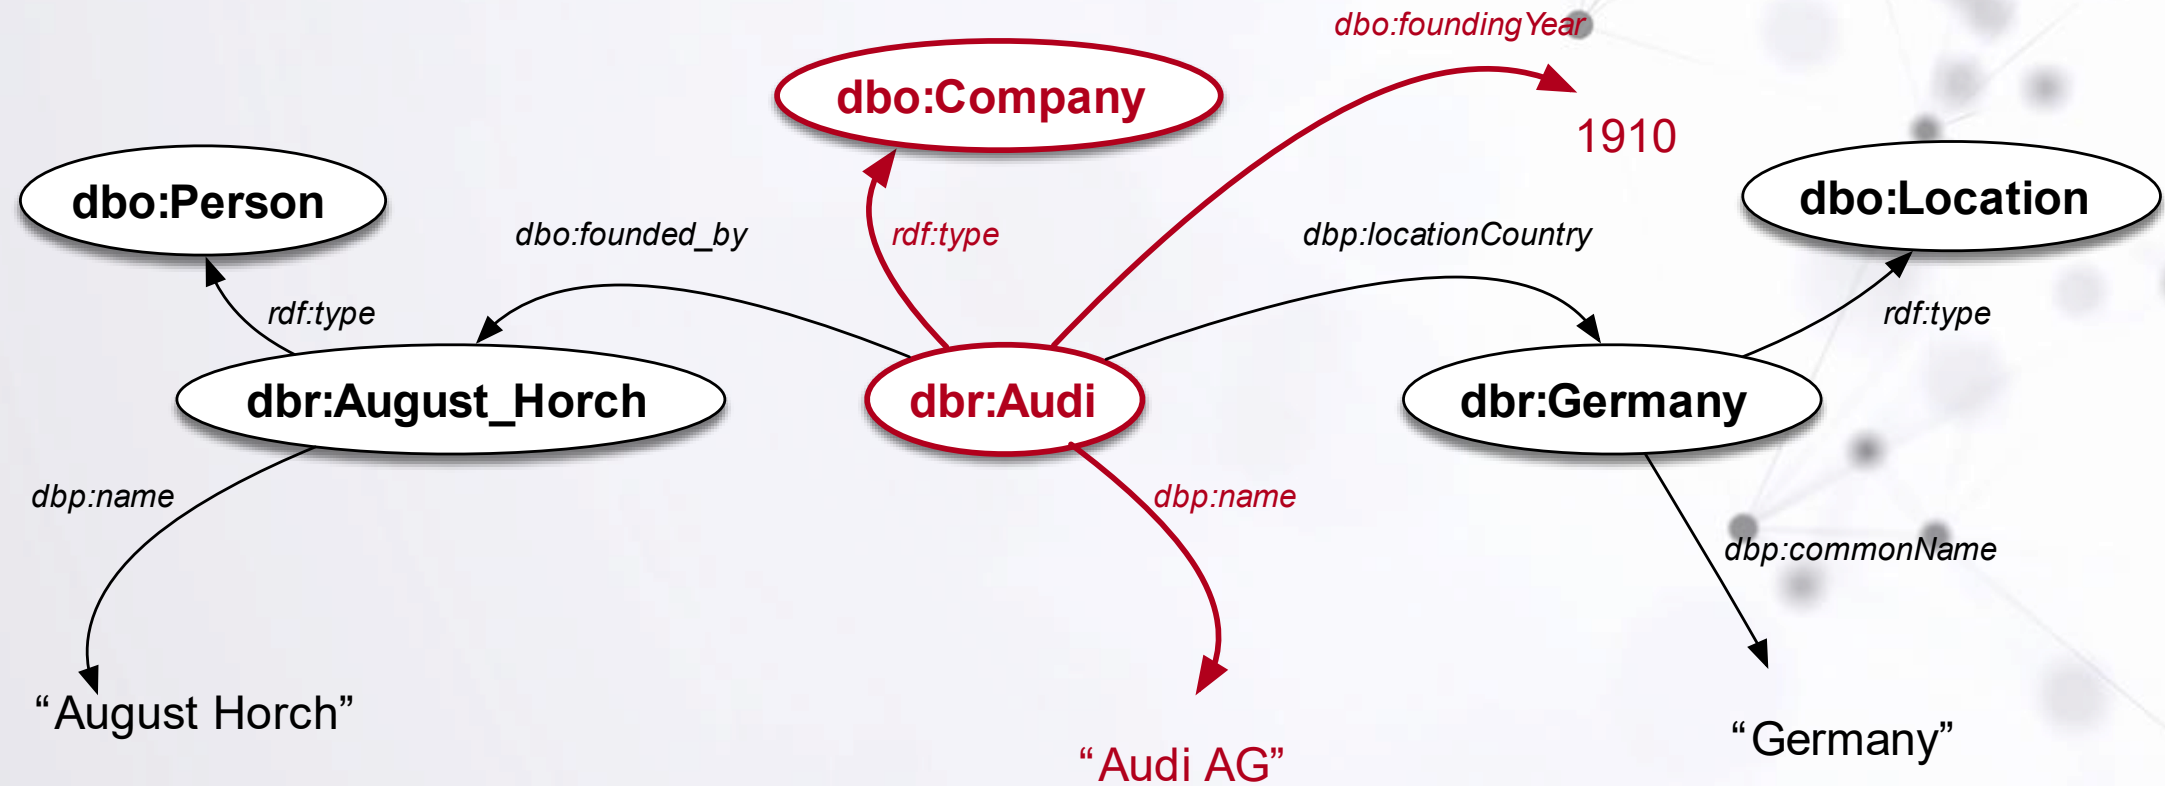 dbo:foundingYear
dbo:Company
1910
dbo:Person
dbo:Location
dbo:founded_by
rdf:type
dbp:locationCountry
rdf:type
rdf:type
dbr:August_Horch
dbr:Audi
dbr:Germany
dbp:name
dbp:name
dbp:commonName
“August Horch”
“Audi AG”
“Germany”